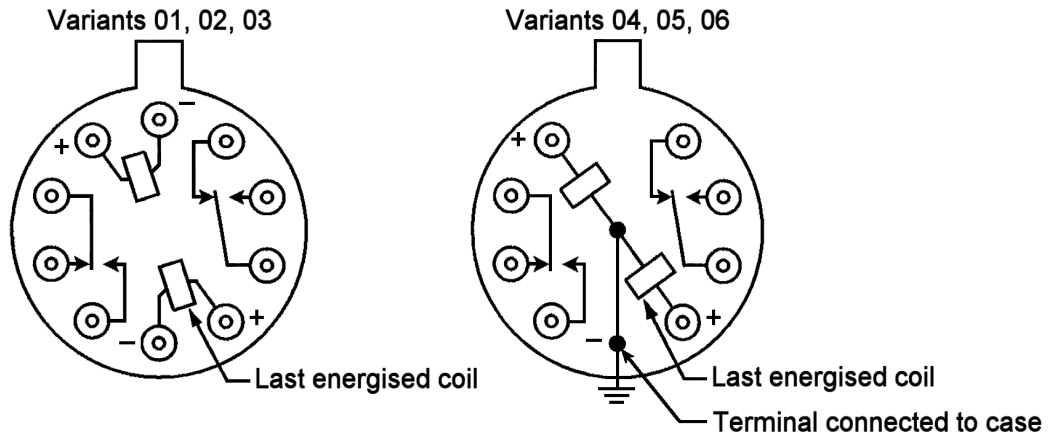 Variants 01, 02, 03
Variants 04, 05, 06
−
+
+
−
+
−
+
Last energised coil
Last energised coil
Terminal connected to case